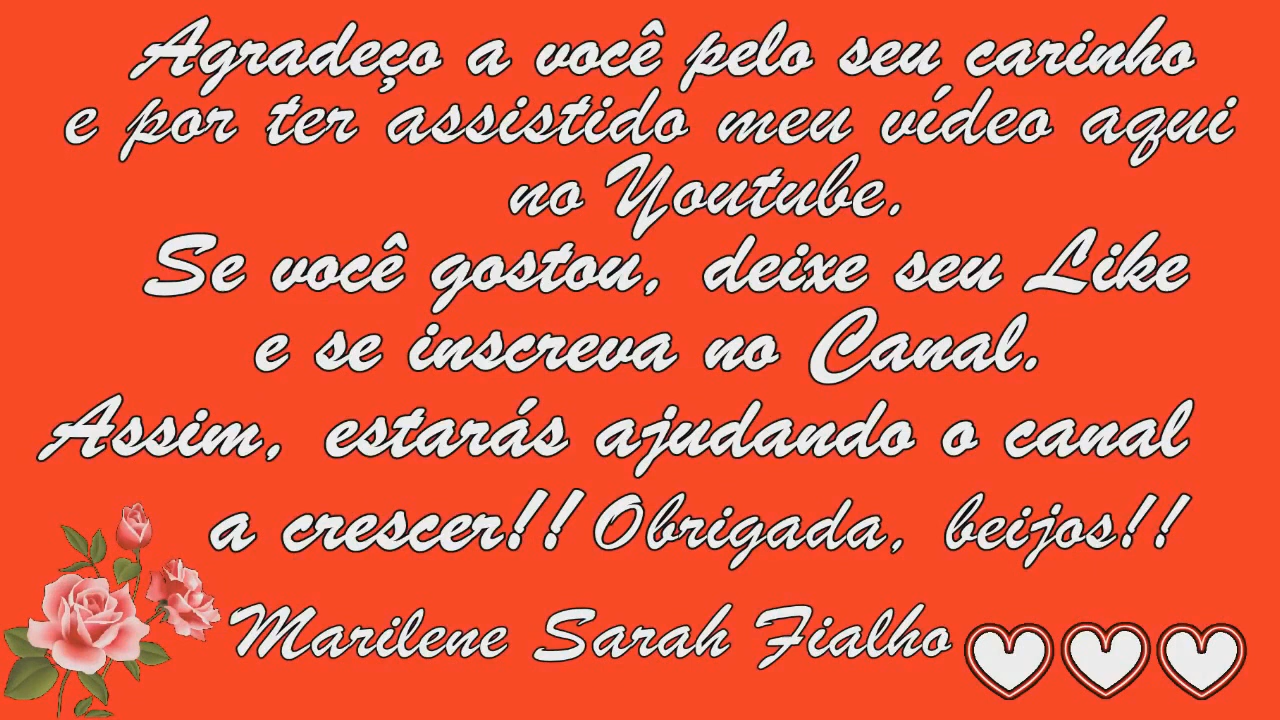 Agradeço a você pelo seu carinho
e por ter assistido meu vídeo aqui
no Youtube.
Se você gostou, deixe seu Like
e se inscreva no Canal.
Assim, estarás ajudando o canal
a crescer!! Obrigada, beijos!!
Marilene Sarah Fialho